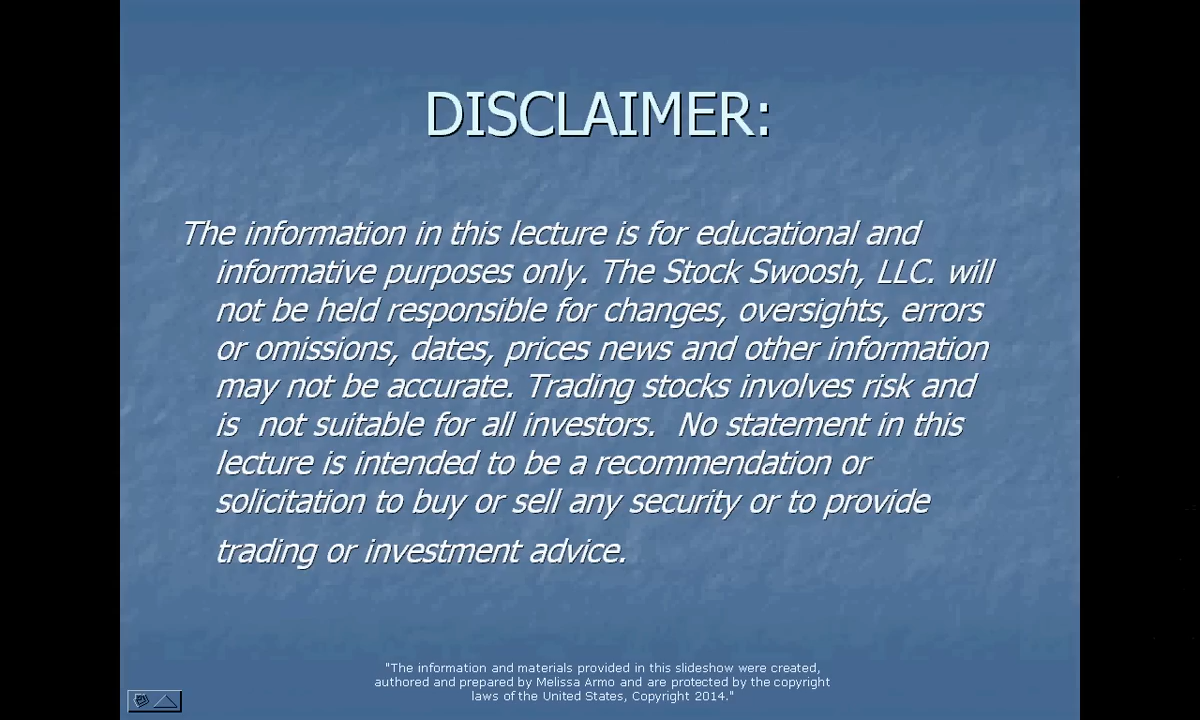 DISCLAIMER:
The information in this lecture is for educational and
informative purposes only. The Stock Swoosh, LLC. will
not be held responsible for changes, oversights, errors
or omissions, dates, prices news and other information
may not be accurate. Trading stocks involves risk and
is  not suitable for all investors.  No statement in this
lecture is intended to be a recommendation or
solicitation to buy or sell any security or to provide
trading or investment advice.
"The information and materials provided in this slideshow were created,
authored and prepared by Melissa Armo and are protected by the copyright
laws of the United States, Copyright 2014."